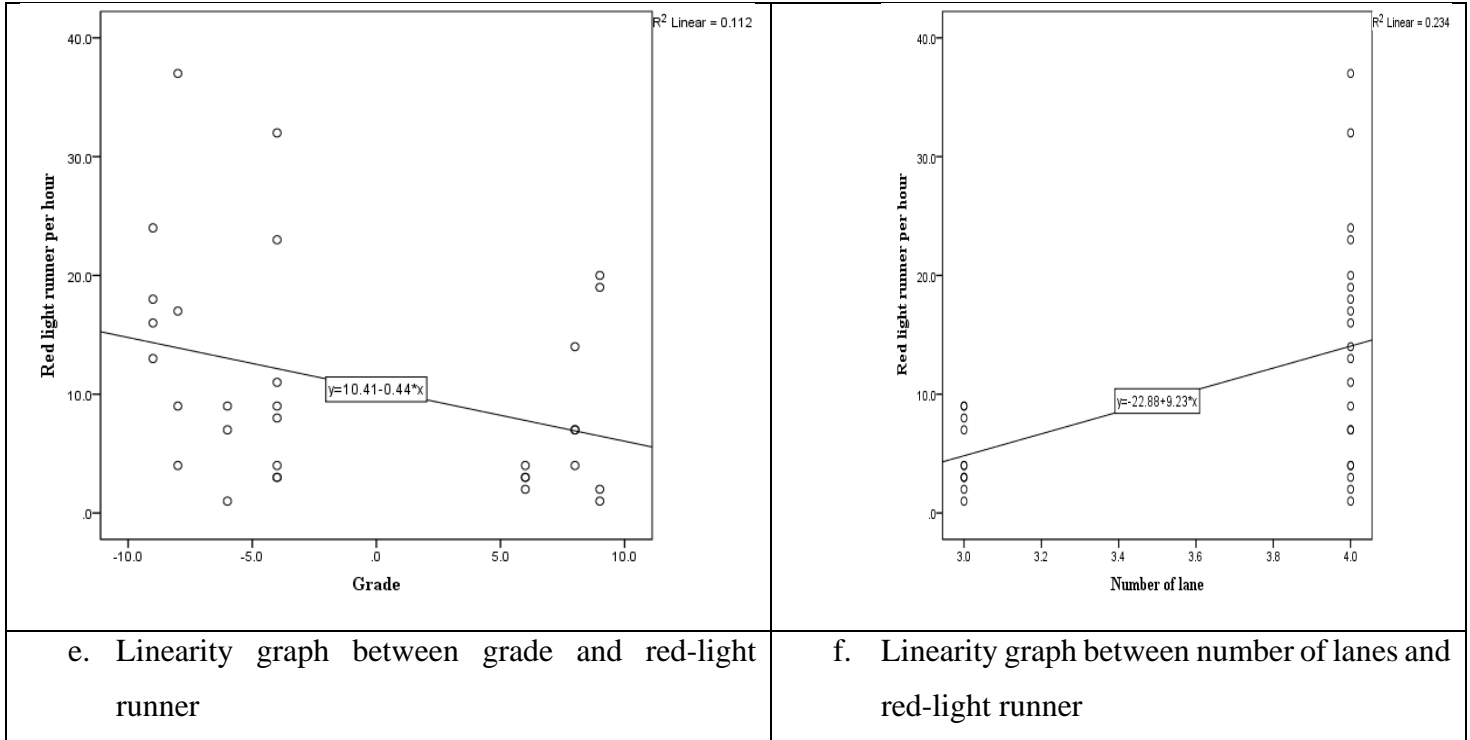 R² Linear = 0.112
40.0
30.0
20.0
10.0
.0
Red light runner per hour
y=10.41-0.44*x
-10.0 -5.0 .0 5.0 10.0
Grade
R² Linear = 0.234
40.0
30.0
20.0
10.0
.0
Red light runner per hour
y=-22.88+9.23*x
3.0 3.2 3.4 3.6 3.8 4.0
Number of lane
e. Linearity graph between grade and red-light
runner
f. Linearity graph between number of lanes and
red-light runner